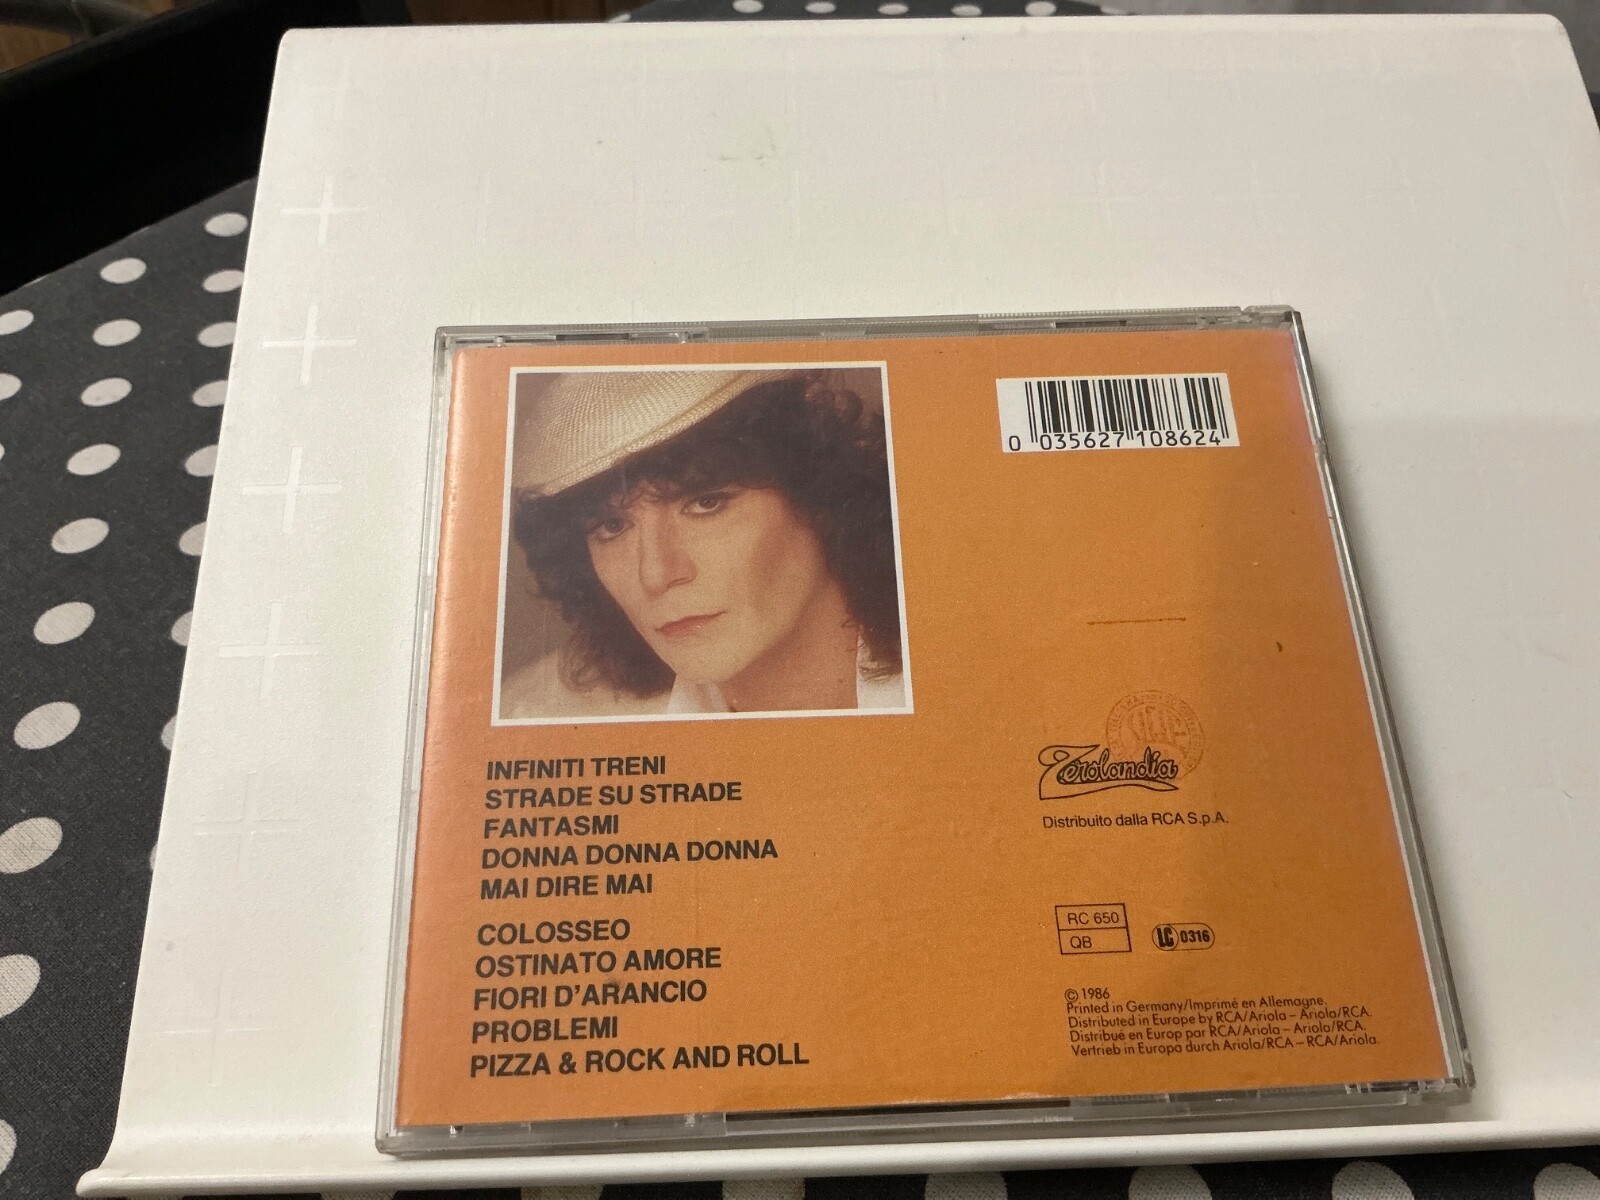 0 035627 108624
INFINITI TRENI
STRADE SU STRADE
FANTASMI
DONNA DONNA DONNA
MAI DIRE MAI
COLOSSEO
OSTINATO AMORE
FIORI D'ARANCIO
PROBLEMI
PIZZA & ROCK AND ROLL
Zerolandia
Distribuito dalla RCA S.p.A.
RC 650
QB
LC 0316
© 1986
Printed in Germany/Imprimé en Allemagne.
Distributed in Europe by RCA/Ariola – Ariola/RCA.
Distribué en Europ par RCA/Ariola – Ariola/RCA.
Vertrieb in Europa durch Ariola/RCA – RCA/Ariola.